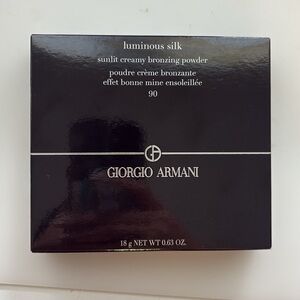 luminous silk
sunlit creamy bronzing powder
poudre crème bronzante
effet bonne mine ensoleillée
90
GIORGIO ARMANI
18 g NET WT 0.63 OZ.